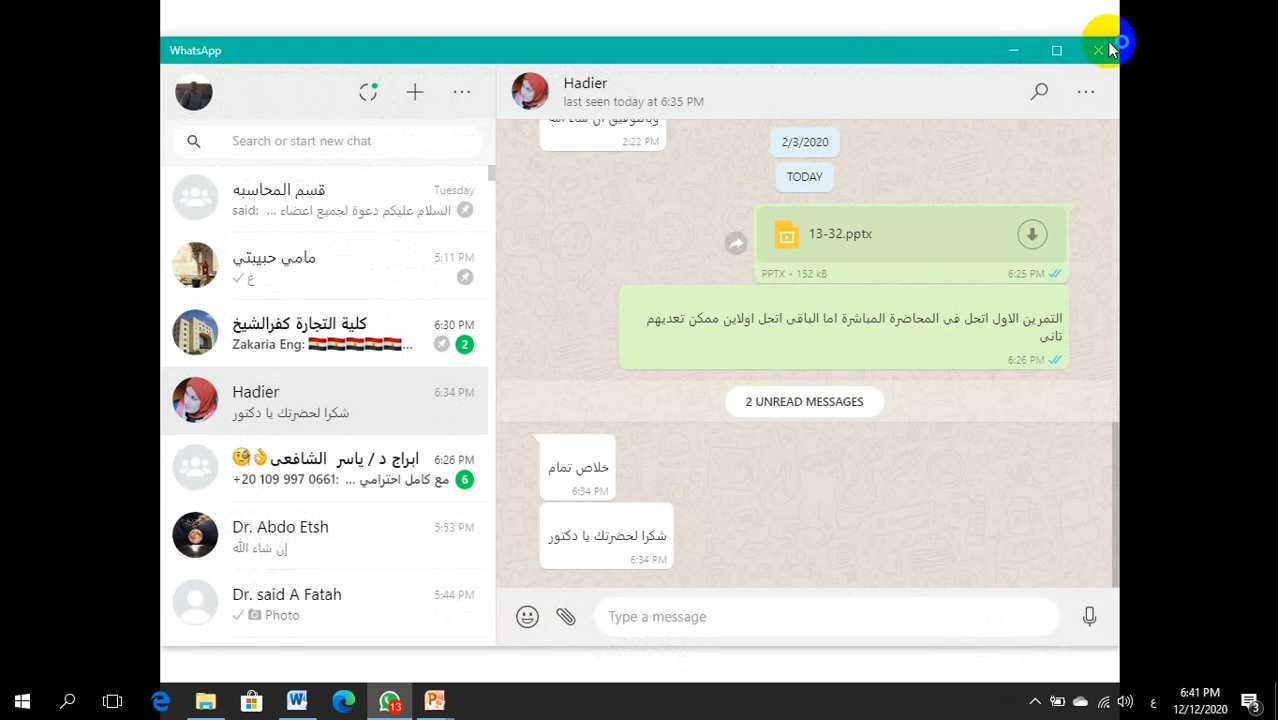 WhatsApp
Search or start new chat
قسم المحاسبه
Tuesday
said: السلام عليكم دعوة لجميع اعضاء ...
مامي حبيبتي
5:11 PM
غ
كلية التجارة كفرالشيخ
6:30 PM
Zakaria Eng: 🇪🇬🇪🇬🇪🇬🇪🇬🇪🇬...
2
Hadier
6:34 PM
شكرا لحضرتك يا دكتور
ابراج د / ياسر الشافعى👌🧐
6:26 PM
+20 109 997 0661: مع كامل احترامي ...
6
Dr. Abdo Etsh
5:53 PM
إن شاء الله
Dr. said A Fatah
5:44 PM
Photo
Hadier
last seen today at 6:35 PM
وبالتوفيق ان شاء الله
2:22 PM
2/3/2020
TODAY
13-32.pptx
PPTX • 152 kB
6:25 PM
التمرين الاول اتحل فى المحاضرة المباشرة اما الباقى اتحل اولاين ممكن تعديهم
تانى
6:26 PM
2 UNREAD MESSAGES
خلاص تمام
6:34 PM
شكرا لحضرتك يا دكتور
6:34 PM
Type a message
13
ع
6:41 PM
12/12/2020
3